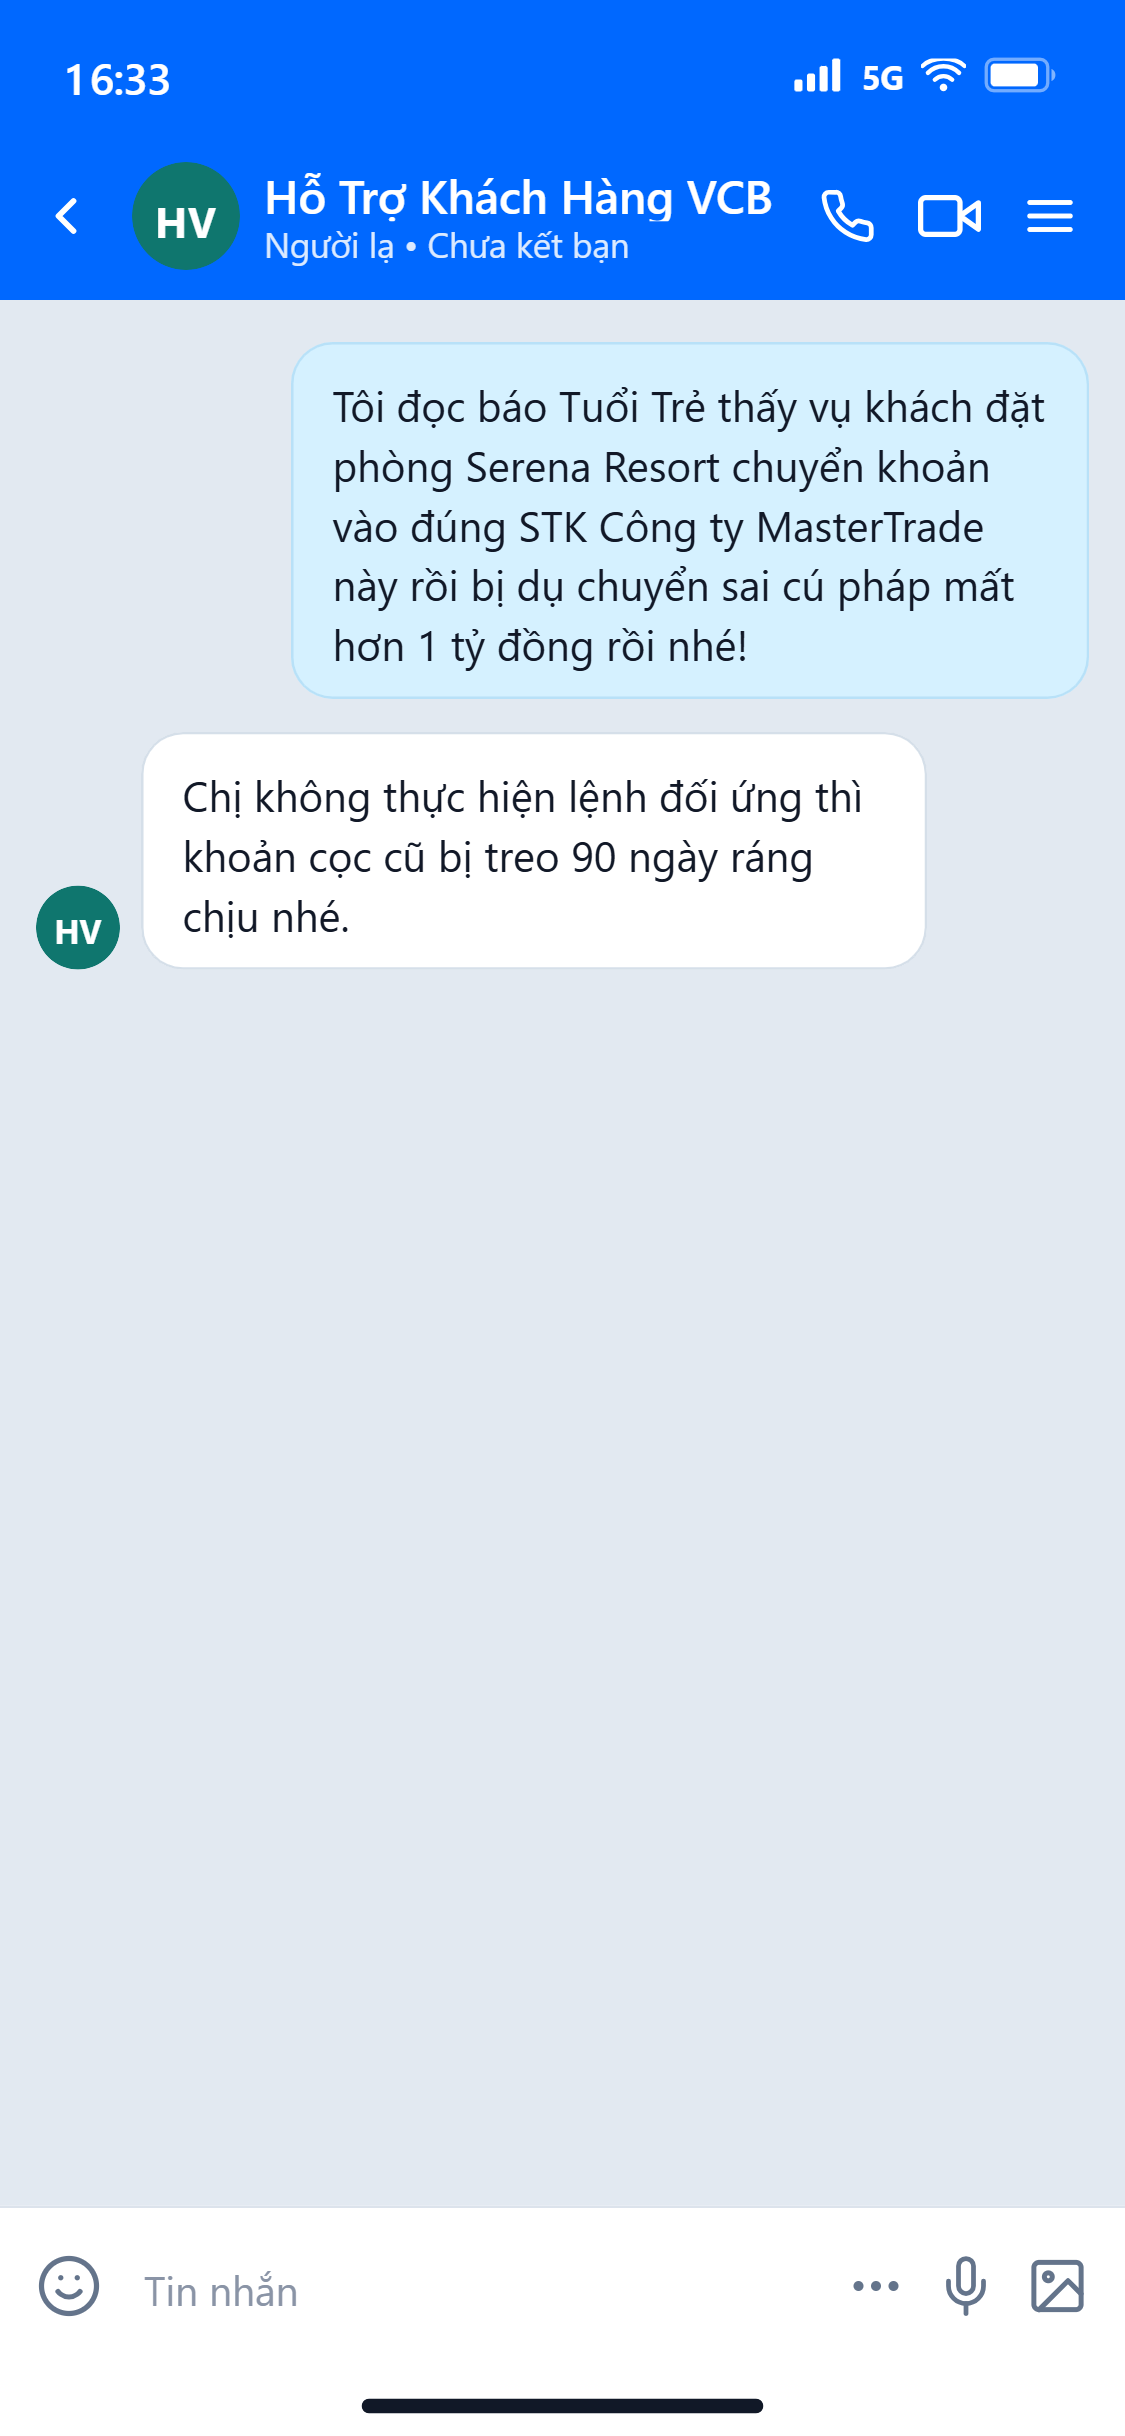 16:33
5G
HV
Hỗ Trợ Khách Hàng VCB
Người lạ • Chưa kết bạn
Tôi đọc báo Tuổi Trẻ thấy vụ khách đặt
phòng Serena Resort chuyển khoản
vào đúng STK Công ty MasterTrade
này rồi bị dụ chuyển sai cú pháp mất
hơn 1 tỷ đồng rồi nhé!
Chị không thực hiện lệnh đối ứng thì
khoản cọc cũ bị treo 90 ngày ráng
chịu nhé.
HV
Tin nhắn